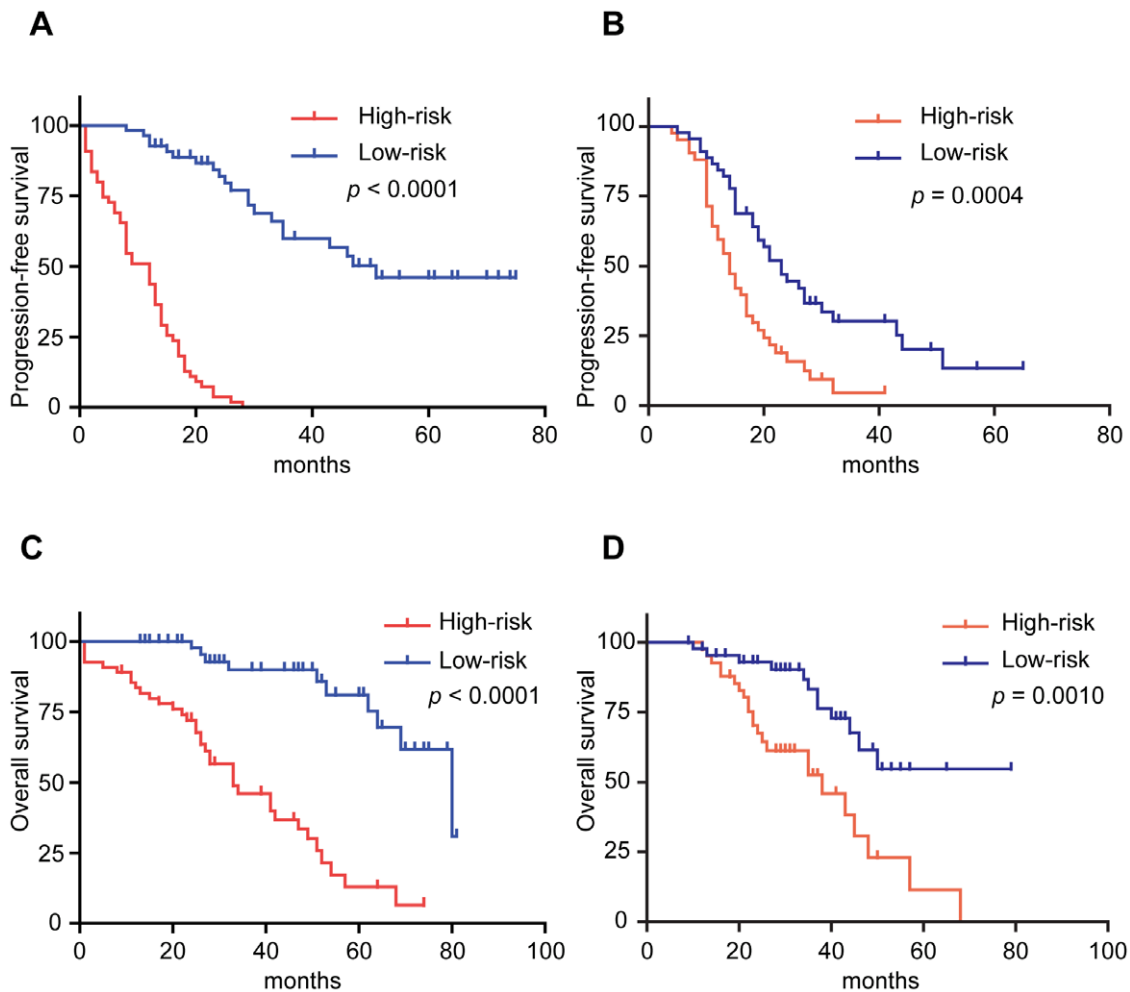 A
Progression-free survival
100
75
50
25
0
0 20 40 60 80
months
High-risk
Low-risk
p < 0.0001
B
Progression-free survival
100
75
50
25
0
0 20 40 60 80
months
High-risk
Low-risk
p = 0.0004
C
Overall survival
100
75
50
25
0
0 20 40 60 80 100
months
High-risk
Low-risk
p < 0.0001
D
Overall survival
100
75
50
25
0
0 20 40 60 80 100
months
High-risk
Low-risk
p = 0.0010